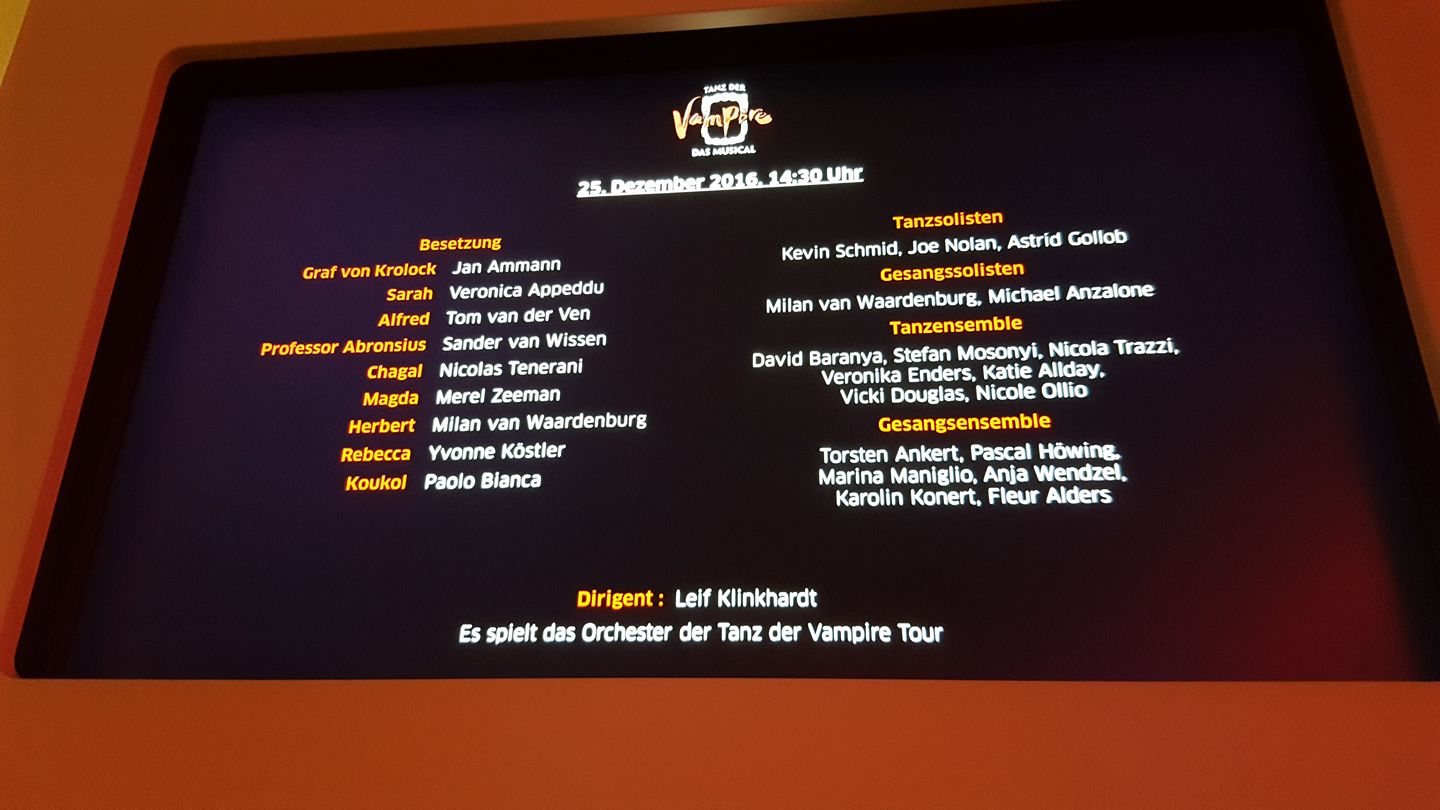 TANZ DER
Vampire
DAS MUSICAL
25. Dezember 2016, 14:30 Uhr
Besetzung
Graf von Krolock Jan Ammann
Sarah Veronica Appeddu
Alfred Tom van der Ven
Professor Abronsius Sander van Wissen
Chagal Nicolas Tenerani
Magda Merel Zeeman
Herbert Milan van Waardenburg
Rebecca Yvonne Köstler
Koukol Paolo Bianca
Tanzsolisten
Kevin Schmid, Joe Nolan, Astrid Gollob
Gesangssolisten
Milan van Waardenburg, Michael Anzalone
Tanzensemble
David Baranya, Stefan Mosonyi, Nicola Trazzi,
Veronika Enders, Katie Allday,
Vicki Douglas, Nicole Ollio
Gesangsensemble
Torsten Ankert, Pascal Höwing,
Marina Maniglio, Anja Wendzel,
Karolin Konert, Fleur Alders
Dirigent : Leif Klinkhardt
Es spielt das Orchester der Tanz der Vampire Tour